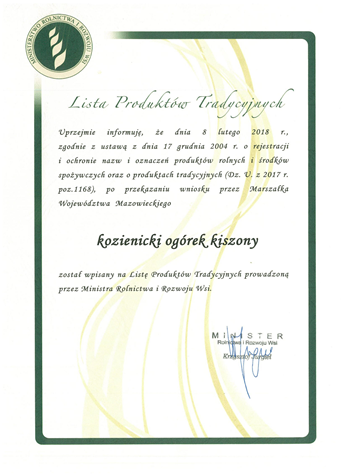 MINISTERSTWO ROLNICTWA I ROZWOJU WSI
Lista Produktów Tradycyjnych
Uprzejmie informuję, że dnia 8 lutego 2018 r.,
zgodnie z ustawą z dnia 17 grudnia 2004 r. o rejestracji
i ochronie nazw i oznaczeń produktów rolnych i środków
spożywczych oraz o produktach tradycyjnych (Dz. U. z 2017 r.
poz.1168), po przekazaniu wniosku przez Marszałka
Województwa Mazowieckiego
kozienicki ogórek kiszony
został wpisany na Listę Produktów Tradycyjnych prowadzoną
przez Ministra Rolnictwa i Rozwoju Wsi.
MINISTER
Rolnictwa i Rozwoju Wsi
Krzysztof Jurgiel